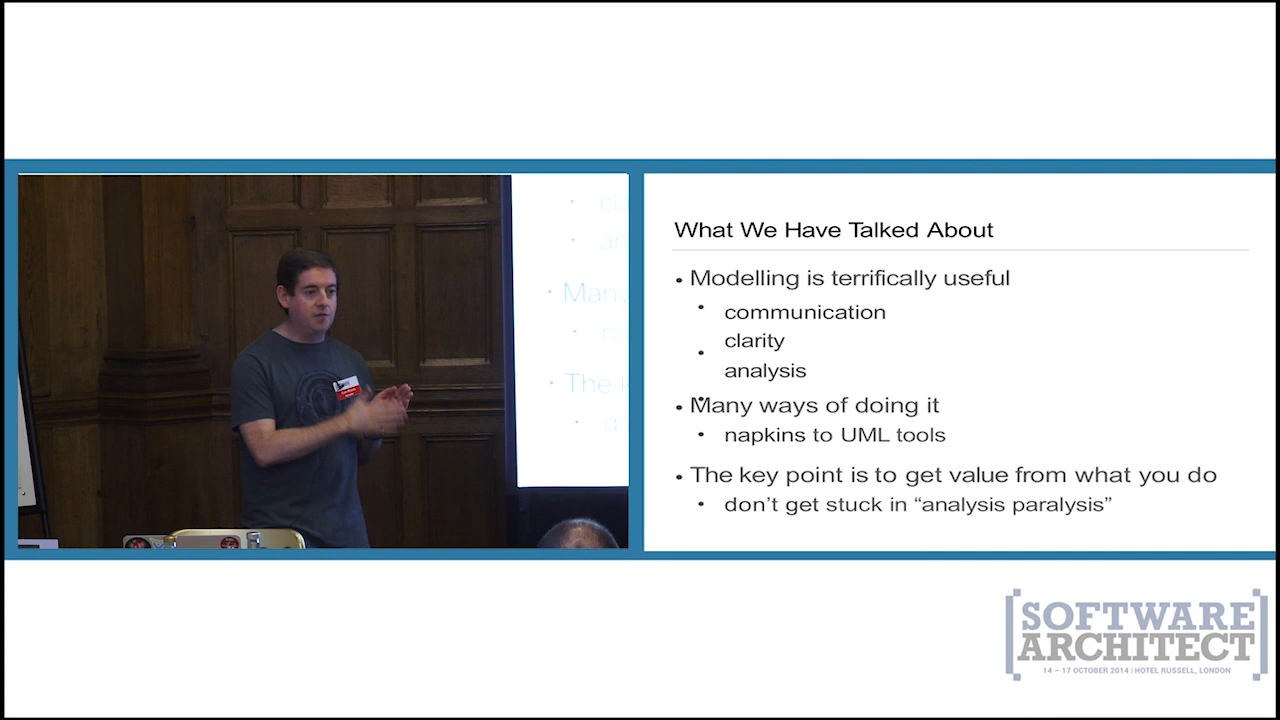 What We Have Talked About
• Modelling is terrifically useful
• communication
clarity
• analysis
• Many ways of doing it
• napkins to UML tools
• The key point is to get value from what you do
• don’t get stuck in “analysis paralysis”
Many
The
[SOFTWARE
ARCHITECT]
14 – 17 OCTOBER 2014 | HOTEL RUSSELL, LONDON